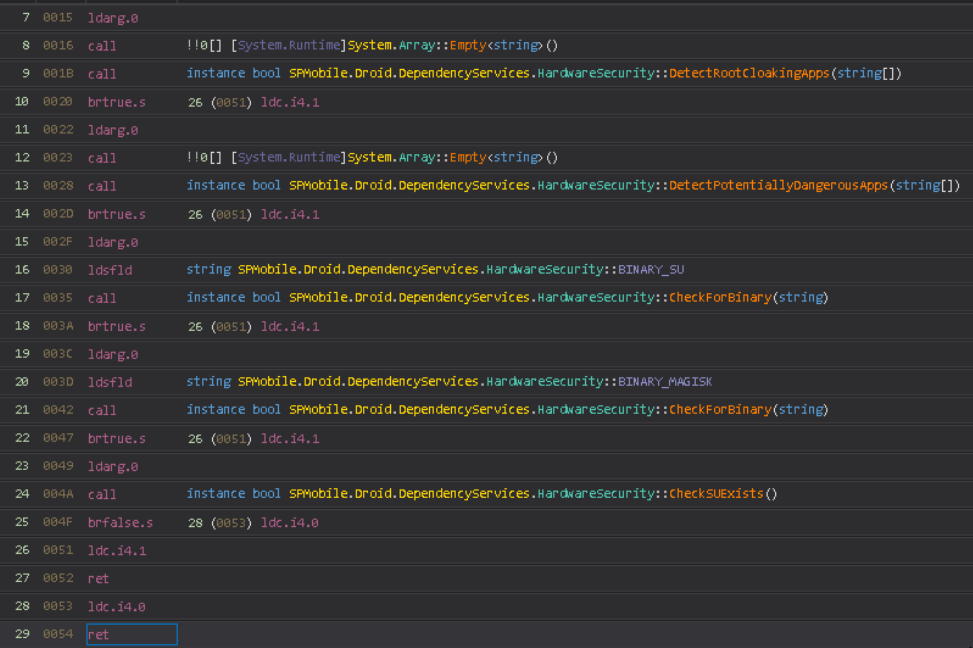 7 0015 ldarg.0
8 0016 call !!0[] [System.Runtime]System.Array::Empty<string>()
9 001B call instance bool SPMobile.Droid.DependencyServices.HardwareSecurity::DetectRootCloakingApps(string[])
10 0020 brtrue.s 26 (0051) ldc.i4.1
11 0022 ldarg.0
12 0023 call !!0[] [System.Runtime]System.Array::Empty<string>()
13 0028 call instance bool SPMobile.Droid.DependencyServices.HardwareSecurity::DetectPotentiallyDangerousApps(string[])
14 002D brtrue.s 26 (0051) ldc.i4.1
15 002F ldarg.0
16 0030 ldsfld string SPMobile.Droid.DependencyServices.HardwareSecurity::BINARY_SU
17 0035 call instance bool SPMobile.Droid.DependencyServices.HardwareSecurity::CheckForBinary(string)
18 003A brtrue.s 26 (0051) ldc.i4.1
19 003C ldarg.0
20 003D ldsfld string SPMobile.Droid.DependencyServices.HardwareSecurity::BINARY_MAGISK
21 0042 call instance bool SPMobile.Droid.DependencyServices.HardwareSecurity::CheckForBinary(string)
22 0047 brtrue.s 26 (0051) ldc.i4.1
23 0049 ldarg.0
24 004A call instance bool SPMobile.Droid.DependencyServices.HardwareSecurity::CheckSUExists()
25 004F brfalse.s 28 (0053) ldc.i4.0
26 0051 ldc.i4.1
27 0052 ret
28 0053 ldc.i4.0
29 0054 ret